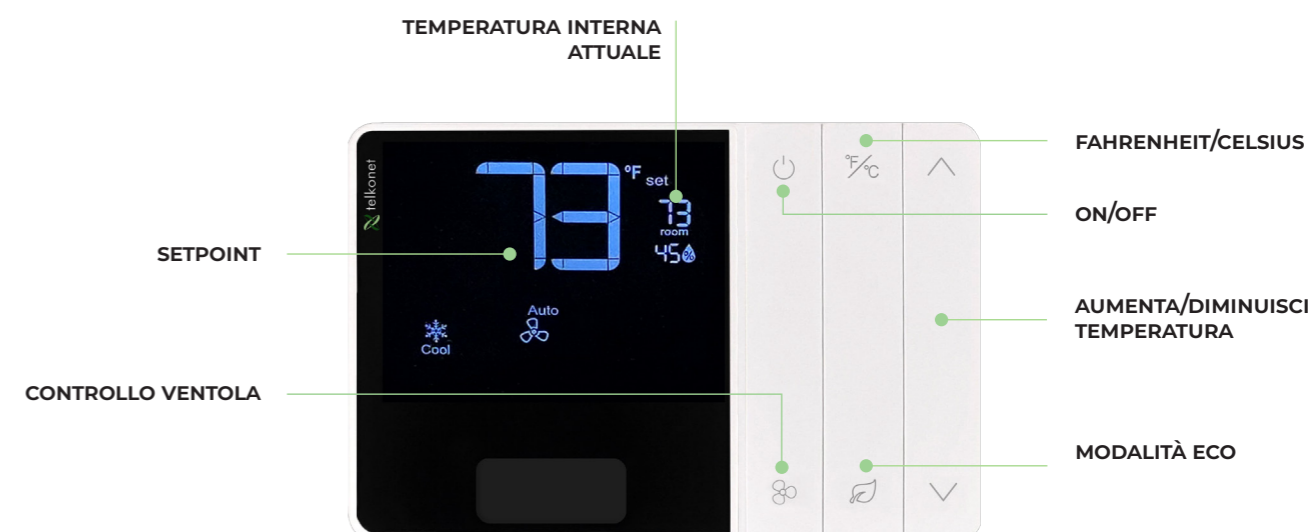 TEMPERATURA INTERNA
ATTUALE
FAHRENHEIT/CELSIUS
ON/OFF
SETPOINT
AUMENTA/DIMINUISCI
TEMPERATURA
CONTROLLO VENTOLA
MODALITÀ ECO
telkonet
73 °F set
73
room
45%
Auto
Cool
°F/°C